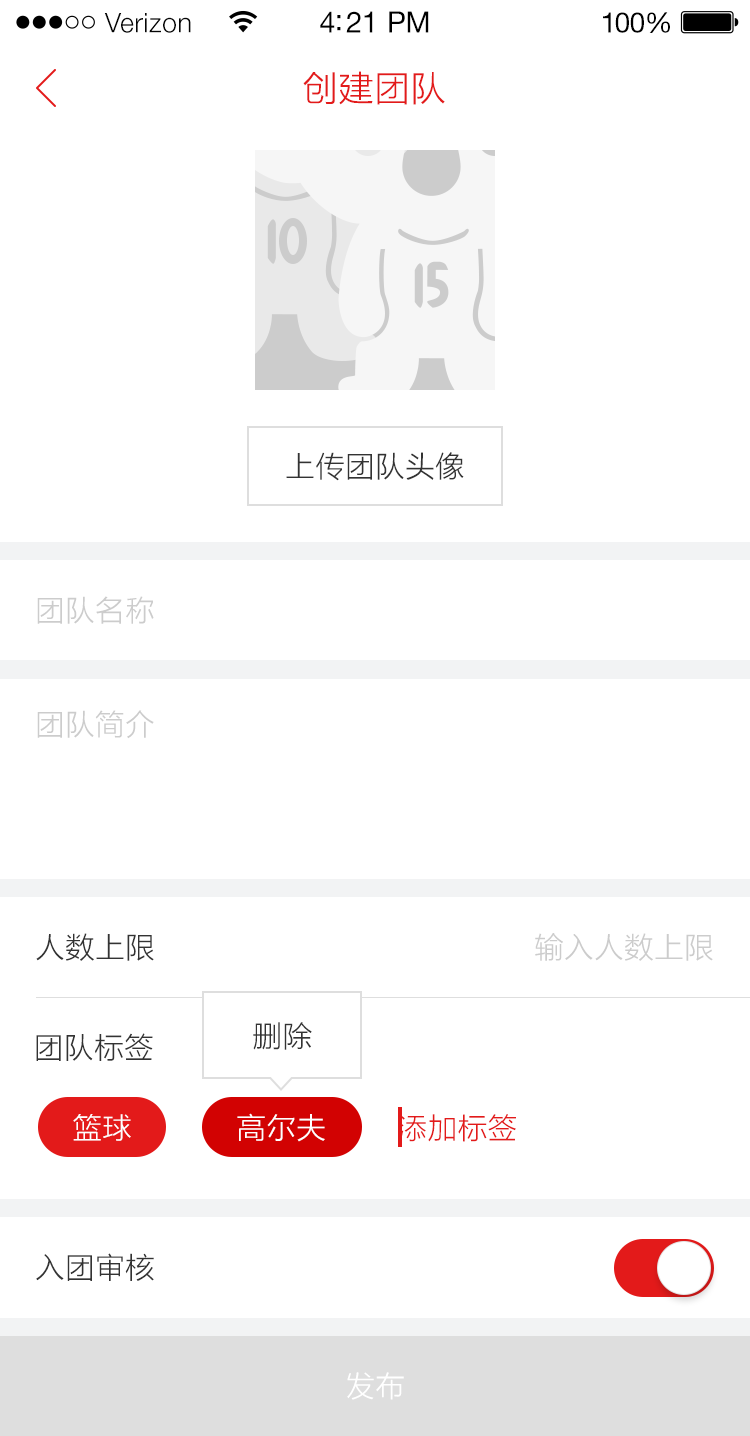 Verizon 4:21 PM 100%
创建团队
10
15
上传团队头像
团队名称
团队简介
人数上限 输入人数上限
团队标签
删除
篮球 高尔夫 添加标签
入团审核
发布